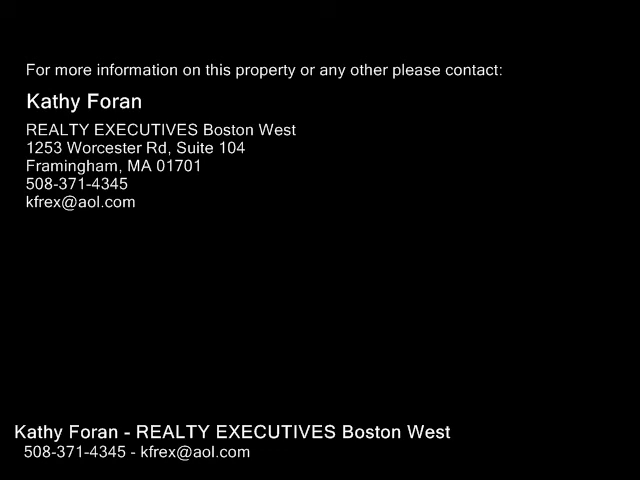 For more information on this property or any other please contact:
Kathy Foran
REALTY EXECUTIVES Boston West
1253 Worcester Rd, Suite 104
Framingham, MA 01701
508-371-4345
kfrex@aol.com
Kathy Foran - REALTY EXECUTIVES Boston West
508-371-4345 - kfrex@aol.com